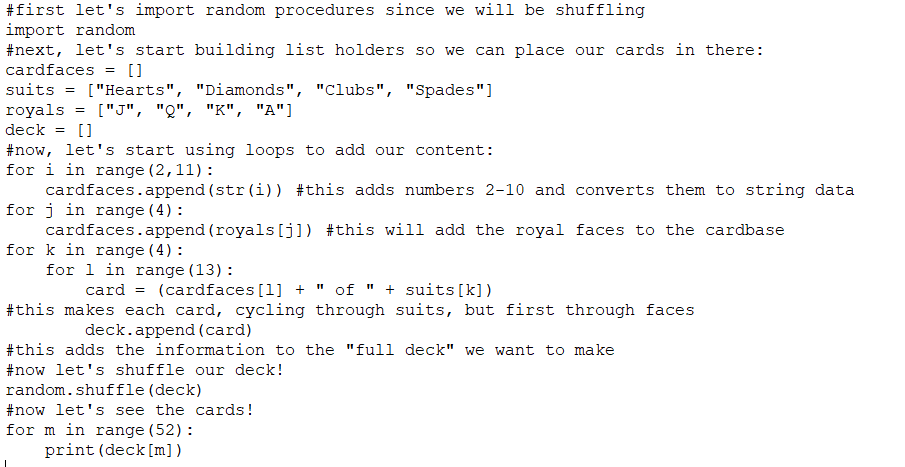 #first let's import random procedures since we will be shuffling
import random
#next, let's start building list holders so we can place our cards in there:
cardfaces = []
suits = ["Hearts", "Diamonds", "Clubs", "Spades"]
royals = ["J", "Q", "K", "A"]
deck = []
#now, let's start using loops to add our content:
for i in range(2,11):
    cardfaces.append(str(i)) #this adds numbers 2-10 and converts them to string data
for j in range(4):
    cardfaces.append(royals[j]) #this will add the royal faces to the cardbase
for k in range(4):
    for l in range(13):
        card = (cardfaces[l] + " of " + suits[k])
#this makes each card, cycling through suits, but first through faces
        deck.append(card)
#this adds the information to the "full deck" we want to make
#now let's shuffle our deck!
random.shuffle(deck)
#now let's see the cards!
for m in range(52):
    print(deck[m])